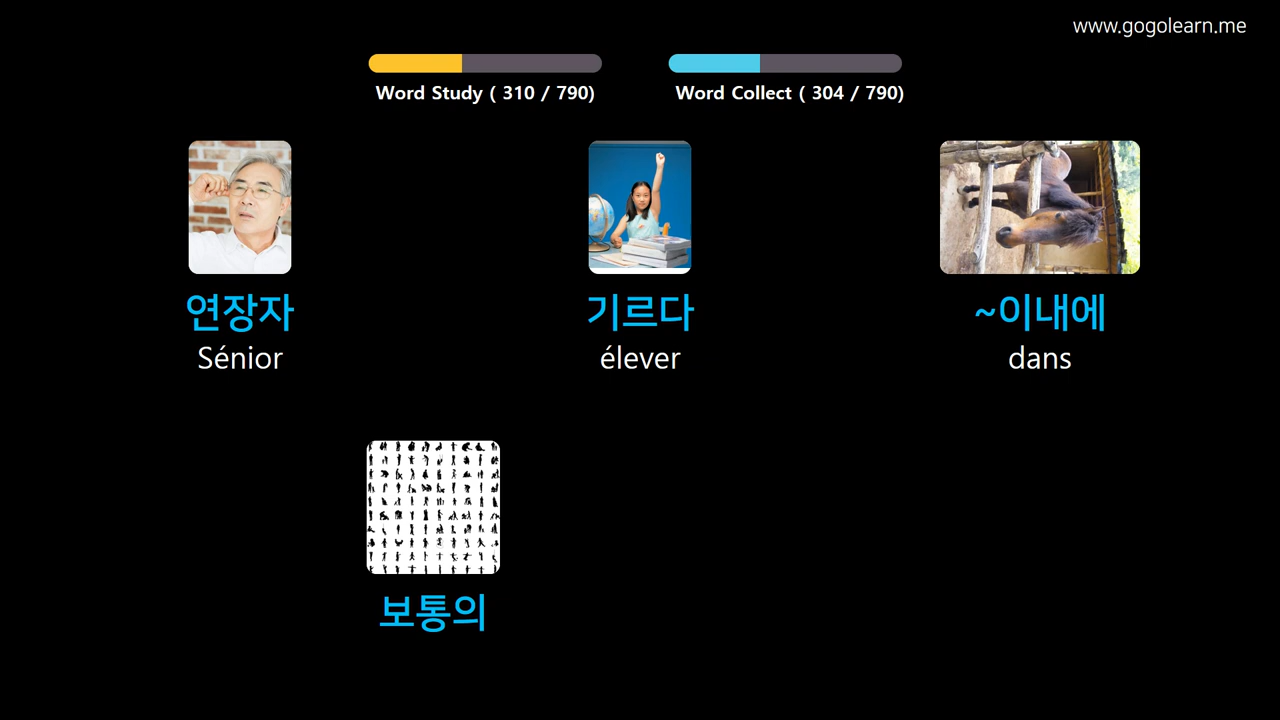 www.gogolearn.me
Word Study ( 310 / 790)
Word Collect ( 304 / 790)
연장자
Sénior
기르다
élever
~이내에
dans
보통의